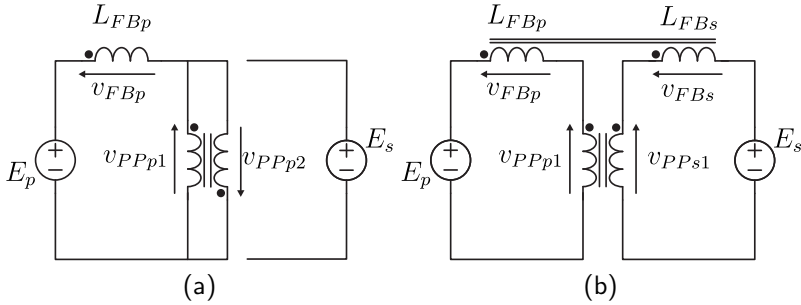 L_{FBp} L_{FBp} L_{FBs}
v_{FBp} v_{FBp} v_{FBs}
E_p v_{PPp1} v_{PPp2} E_s E_p v_{PPp1} v_{PPs1} E_s
(a) (b)